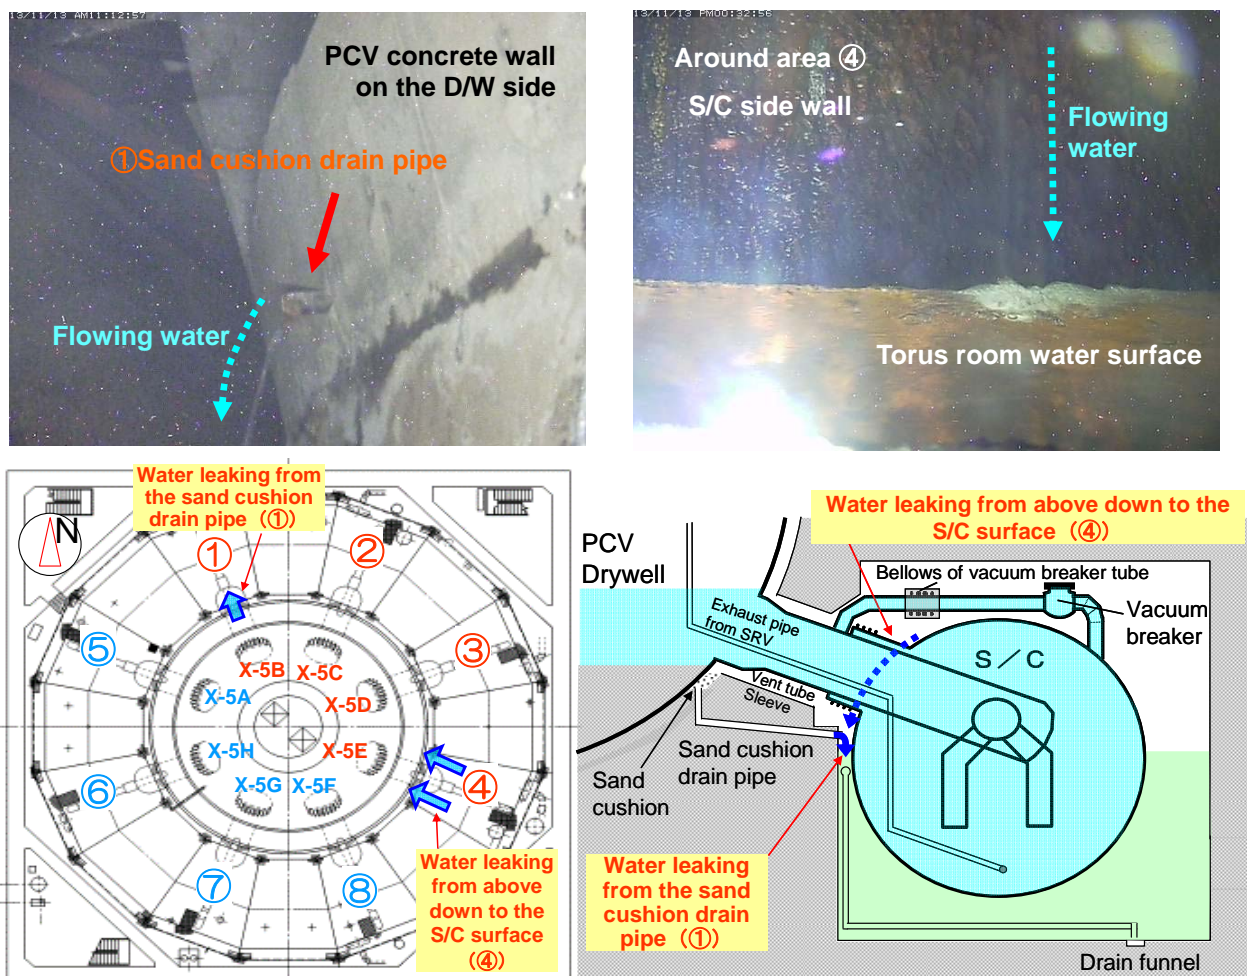 13/11/13 AM11:12:57
PCV concrete wall
on the D/W side
①Sand cushion drain pipe
Flowing water
13/11/13 PM00:32:56
Around area ④
S/C side wall
Flowing
water
Torus room water surface
Water leaking from
the sand cushion
drain pipe（①）
N
①
②
③
④
⑤
⑥
⑦
⑧
X-5B
X-5C
X-5A
X-5D
X-5H
X-5E
X-5G
X-5F
Water leaking
from above
down to the
S/C surface
（④）
Water leaking from above down to the
S/C surface（④）
PCV
Drywell
Bellows of vacuum breaker tube
Vacuum
breaker
Exhaust pipe
from SRV
S／C
Vent tube
Sleeve
Sand cushion
drain pipe
Sand
cushion
Water leaking
from the sand
cushion drain
pipe（①）
Drain funnel